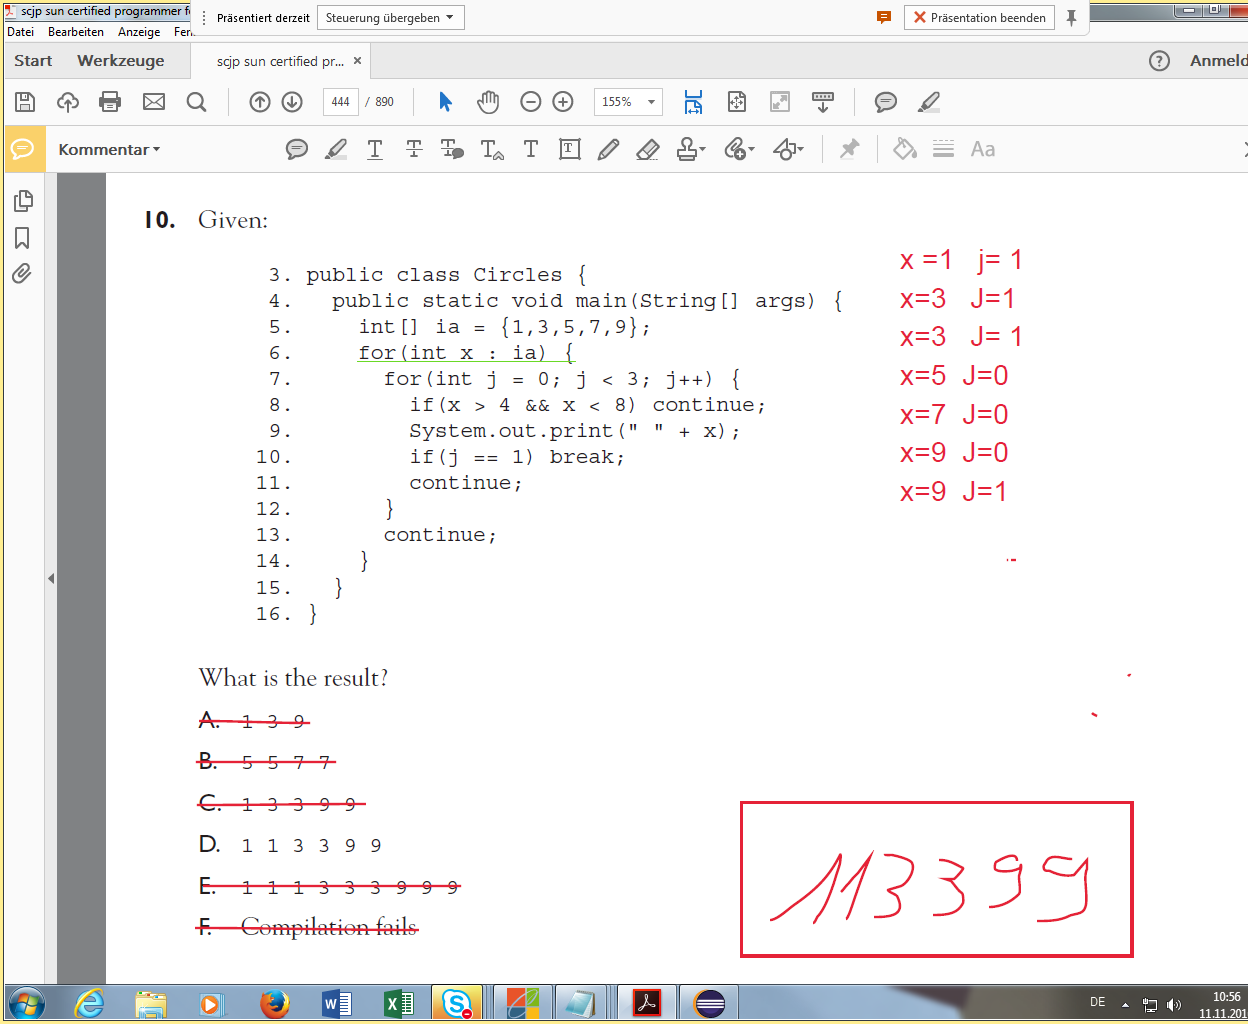 scjp sun certified programmer fo
Präsentiert derzeit
Steuerung übergeben
Präsentation beenden
Datei Bearbeiten Anzeige
Start Werkzeuge scjp sun certified pr... × ? Anmeld
444 / 890 155%
Kommentar
Aa
10. Given:
3. public class Circles {
4. public static void main(String[] args) {
5. int[] ia = {1,3,5,7,9};
6. for(int x : ia) {
7. for(int j = 0; j < 3; j++) {
8. if(x > 4 && x < 8) continue;
9. System.out.print(" " + x);
10. if(j == 1) break;
11. continue;
12. }
13. continue;
14. }
15. }
16. }
x =1 j= 1
x=3 J=1
x=3 J= 1
x=5 J=0
x=7 J=0
x=9 J=0
x=9 J=1
What is the result?
A. 1 3 9
B. 5 5 7 7
C. 1 3 3 9 9
D. 1 1 3 3 9 9
E. 1 1 1 3 3 3 9 9 9
F. Compilation fails
113399
DE
10:56
11.11.201